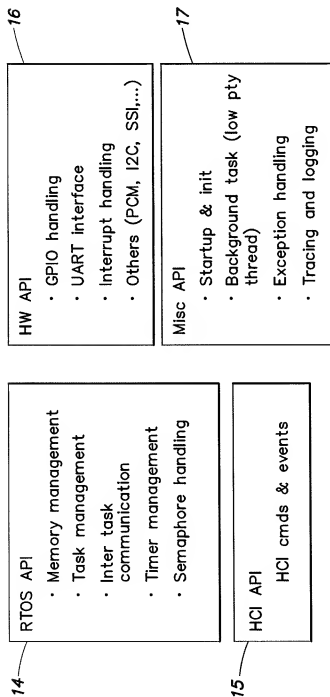 14
RTOS API
· Memory management
· Task management
· Inter task
communication
· Timer management
· Semaphore handling
15
HCI API
HCI cmds & events
16
HW API
· GPIO handling
· UART interface
· Interrupt handling
· Others (PCM, I2C, SSI,...)
17
Misc API
· Startup & init
· Background task (low pty
thread)
· Exception handling
· Tracing and logging